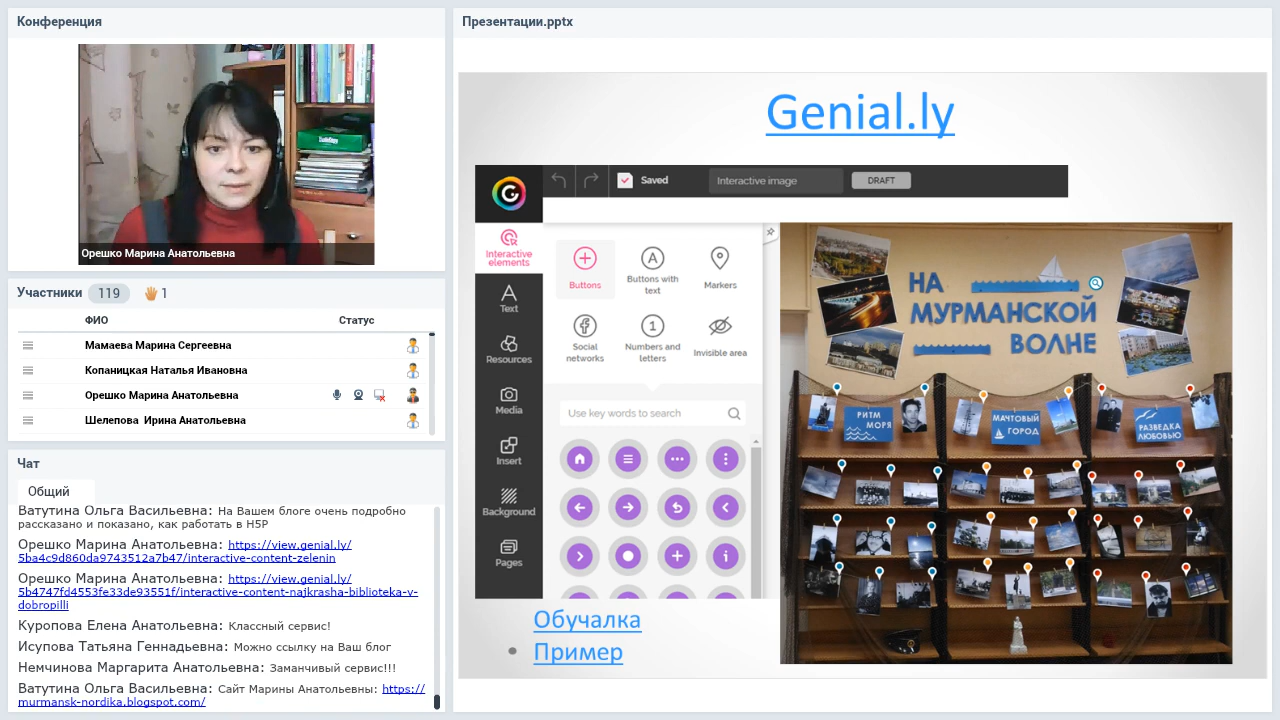 Конференция
Орешко Марина Анатольевна
Участники 119 1
ФИО Статус
Мамаева Марина Сергеевна
Копаницкая Наталья Ивановна
Орешко Марина Анатольевна
Шелепова Ирина Анатольевна
Чат
Общий
Ватутина Ольга Васильевна: На Вашем блоге очень подробно
рассказано и показано, как работать в H5P
Орешко Марина Анатольевна: https://view.genial.ly/
5ba4c9d860da9743512a7b47/interactive-content-zelenin
Орешко Марина Анатольевна: https://view.genial.ly/
5b4747fd4553fe33de93551f/interactive-content-najkrasha-biblioteka-v-
dobropilli
Куропова Елена Анатольевна: Классный сервис!
Исупова Татьяна Геннадьевна: Можно ссылку на Ваш блог
Немчинова Маргарита Анатольевна: Заманчивый сервис!!!
Ватутина Ольга Васильевна: Сайт Марины Анатольевны: https://
murmansk-nordika.blogspot.com/
Презентации.pptx
Genial.ly
Saved Interactive image DRAFT
Interactive
elements
Text
Resources
Media
Insert
Background
Pages
Buttons
Buttons with
text
Markers
Social
networks
Numbers and
letters
Invisible area
Use key words to search
НА
МУРМАНСКОЙ
ВОЛНЕ
РИТМ
МОРЯ
МАЧТОВЫЙ
ГОРОД
РАЗВЕДКА
ЛЮБОВЬЮ
Обучалка
• Пример